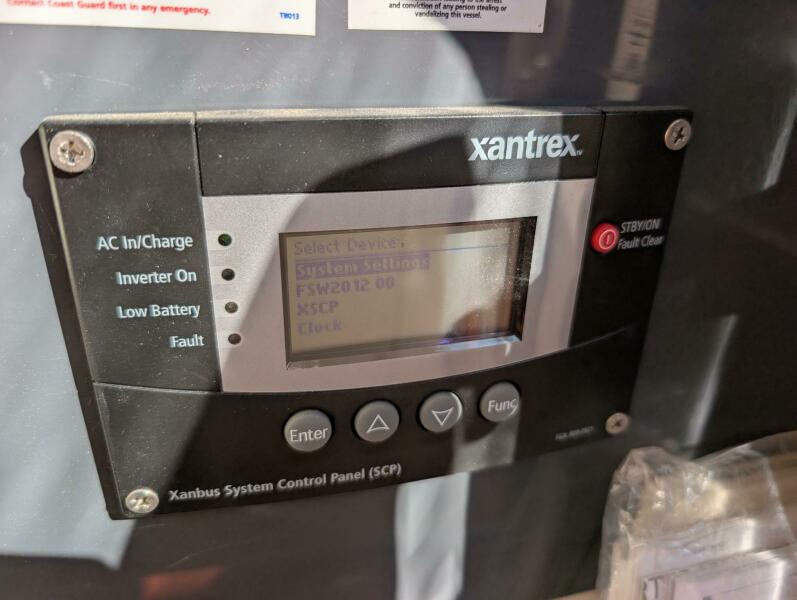 Contact Coast Guard first in any emergency.
TB013
and conviction of any person stealing or
vandalizing this vessel.
xantrex
AC In/Charge
Inverter On
Low Battery
Fault
Select Device:
System Settings
FSW2012 00
XSCP
Clock
STBY/ON
Fault Clear
Enter
Func
Xanbus System Control Panel (SCP)